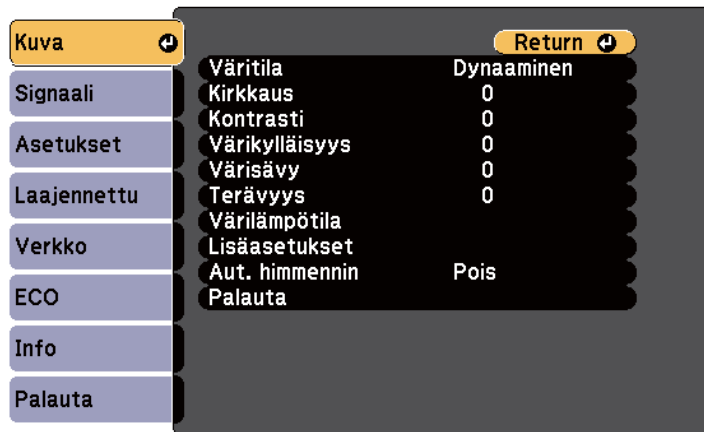 Kuva
Signaali
Asetukset
Laajennettu
Verkko
ECO
Info
Palauta
Return
Väritila Dynaaminen
Kirkkaus 0
Kontrasti 0
Värikylläisyys 0
Värisävy 0
Terävyys 0
Värilämpötila
Lisäasetukset
Aut. himmennin Pois
Palauta